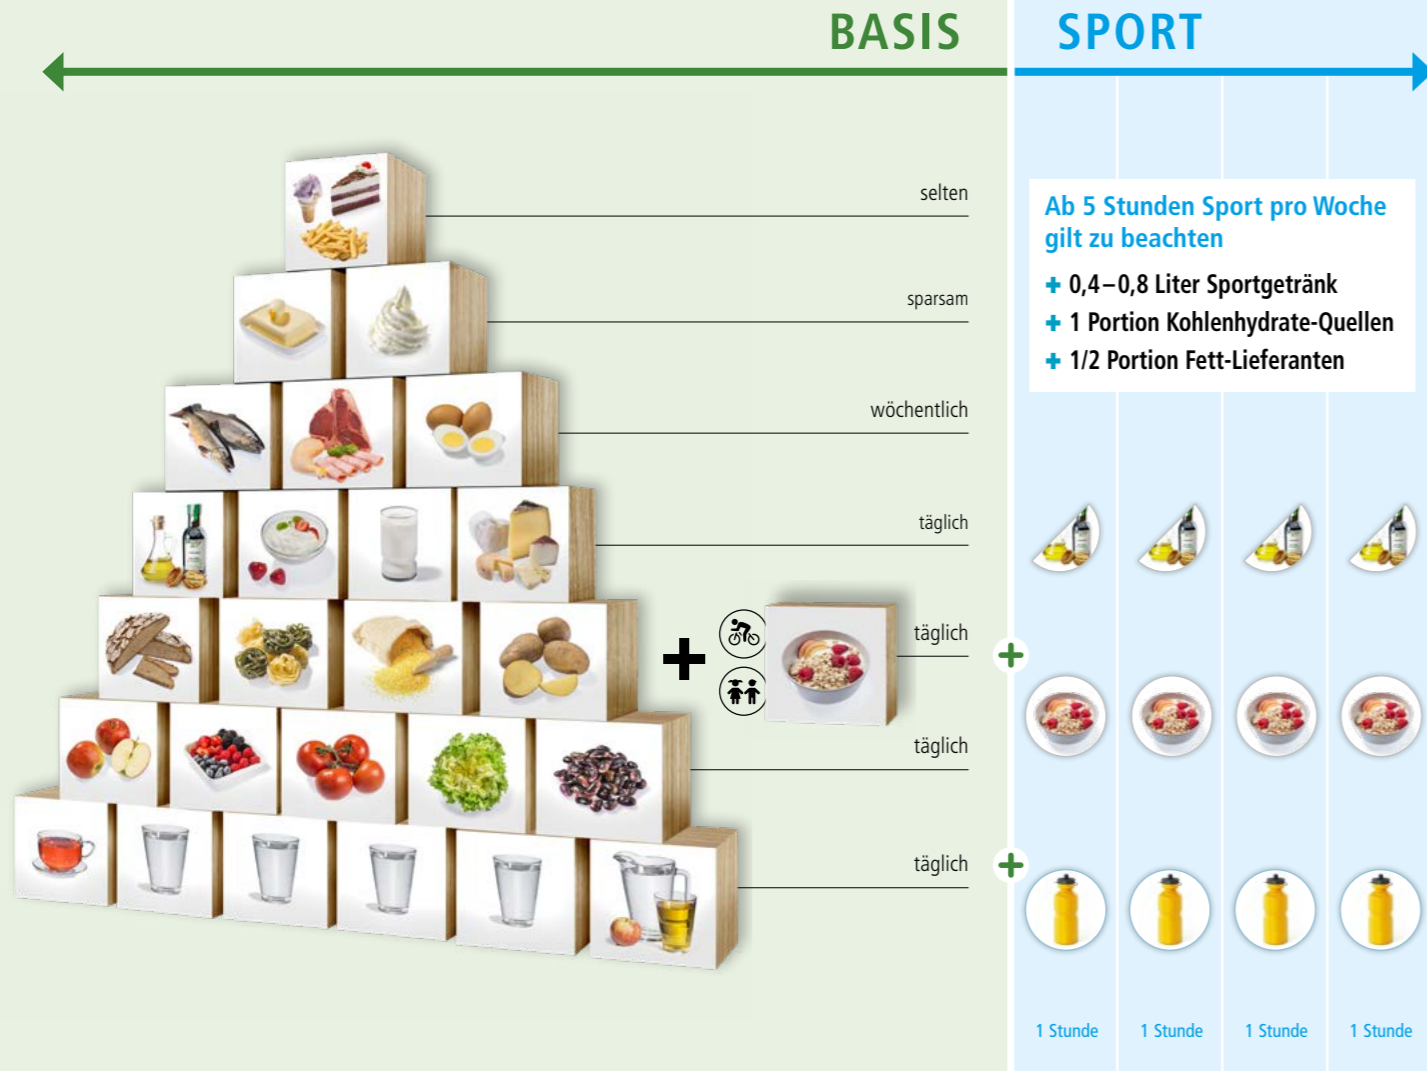 BASIS
SPORT
selten
sparsam
wöchentlich
täglich
täglich
täglich
täglich
Ab 5 Stunden Sport pro Woche
gilt zu beachten
+ 0,4–0,8 Liter Sportgetränk
+ 1 Portion Kohlenhydrate-Quellen
+ 1/2 Portion Fett-Lieferanten
1 Stunde
1 Stunde
1 Stunde
1 Stunde